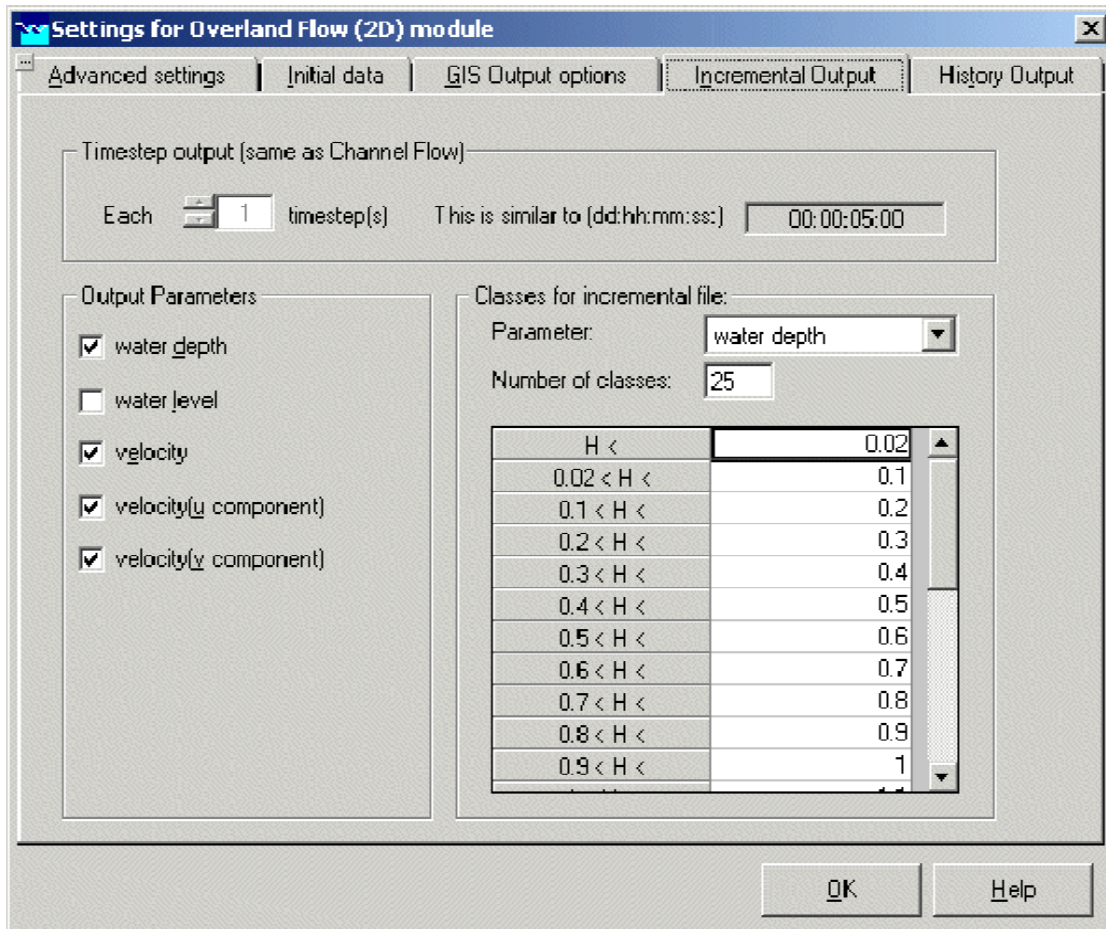 Settings for Overland Flow (2D) module
Advanced settings Initial data GIS Output options Incremental Output History Output
Timestep output (same as Channel Flow)
Each 1 timestep(s) This is similar to (dd:hh:mm:ss:) 00:00:05:00
Output Parameters
water depth
water level
velocity
velocity(u component)
velocity(v component)
Classes for incremental file:
Parameter: water depth
Number of classes: 25
H < 0.02
0.02 < H < 0.1
0.1 < H < 0.2
0.2 < H < 0.3
0.3 < H < 0.4
0.4 < H < 0.5
0.5 < H < 0.6
0.6 < H < 0.7
0.7 < H < 0.8
0.8 < H < 0.9
0.9 < H < 1
OK Help